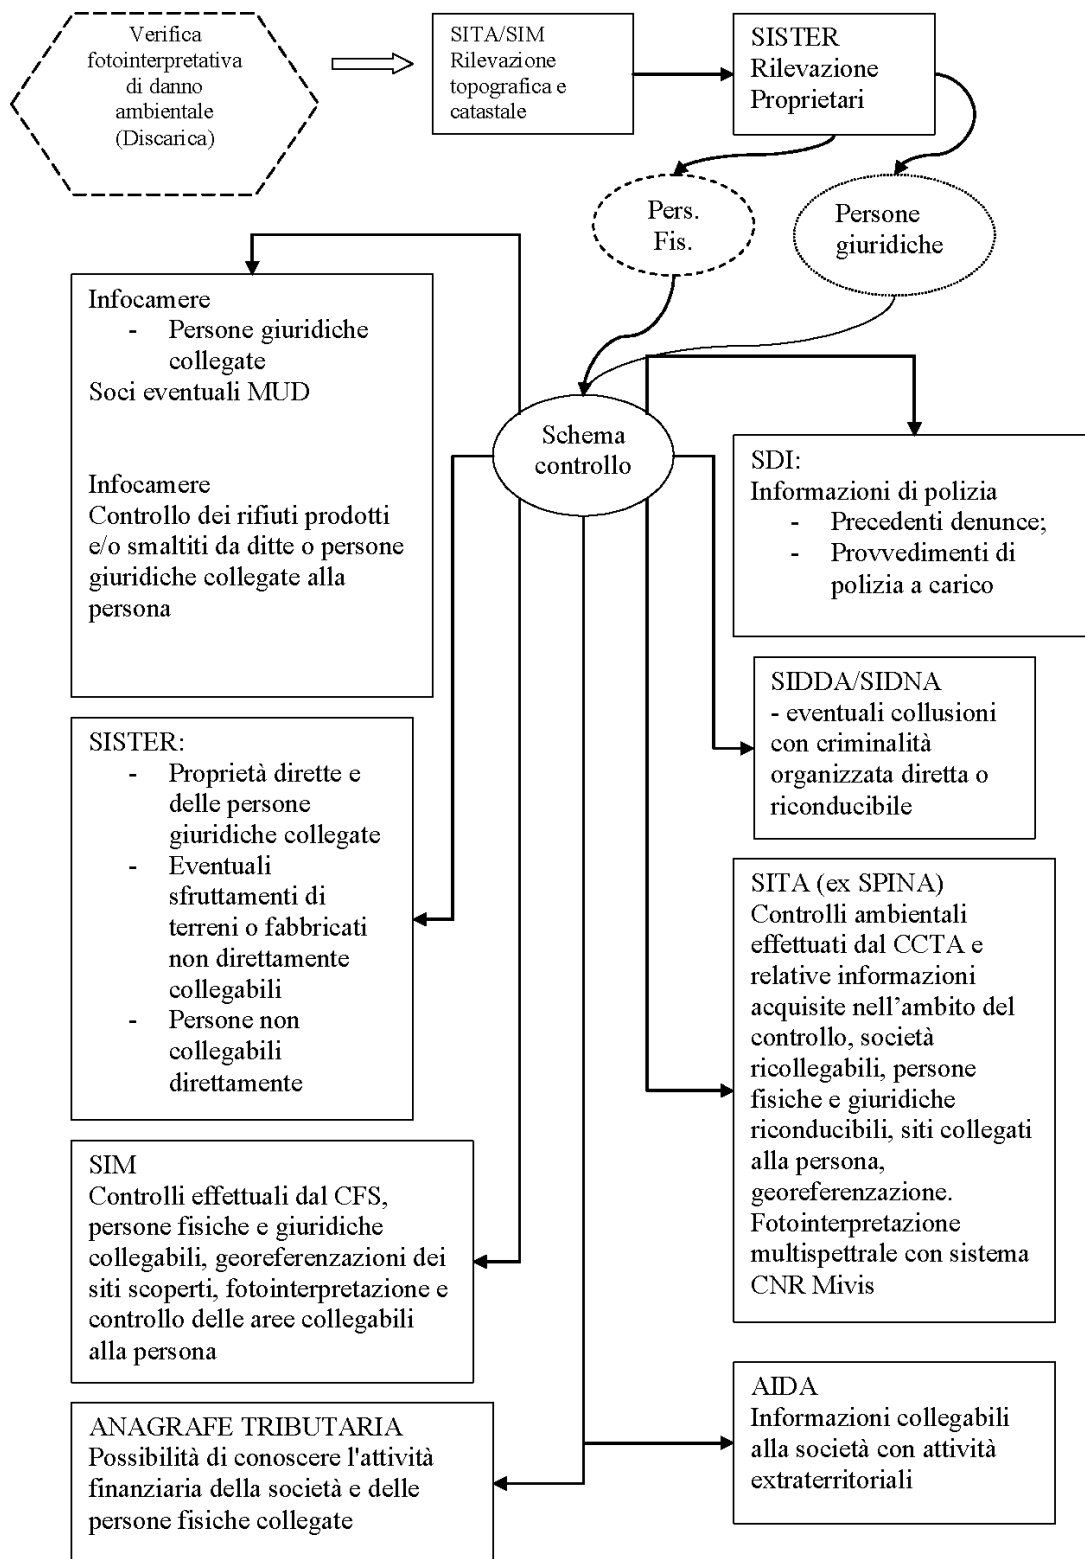 Verifica
fotointerpretativa
di danno
ambientale
(Discarica)
SITA/SIM
Rilevazione
topografica e
catastale
SISTER
Rilevazione
Proprietari
Pers.
Fis.
Persone
giuridiche
Infocamere
- Persone giuridiche
collegate
Soci eventuali MUD
Infocamere
Controllo dei rifiuti prodotti
e/o smaltiti da ditte o persone
giuridiche collegate alla
persona
Schema
controllo
SDI:
Informazioni di polizia
- Precedenti denunce;
- Provvedimenti di
polizia a carico
SIDDA/SIDNA
- eventuali collusioni
con criminalità
organizzata diretta o
riconducibile
SISTER:
- Proprietà dirette e
delle persone
giuridiche collegate
- Eventuali
sfruttamenti di
terreni o fabbricati
non direttamente
collegabili
- Persone non
collegabili
direttamente
SITA (ex SPINA)
Controlli ambientali
effettuati dal CCTA e
relative informazioni
acquisite nell’ambito del
controllo, società
ricollegabili, persone
fisiche e giuridiche
riconducibili, siti collegati
alla persona,
georeferenzazione.
Fotointerpretazione
multispettrale con sistema
CNR Mivis
SIM
Controlli effettuali dal CFS,
persone fisiche e giuridiche
collegabili, georeferenzazioni dei
siti scoperti, fotointerpretazione e
controllo delle aree collegabili
alla persona
ANAGRAFE TRIBUTARIA
Possibilità di conoscere l'attività
finanziaria della società e delle
persone fisiche collegate
AIDA
Informazioni collegabili
alla società con attività
extraterritoriali